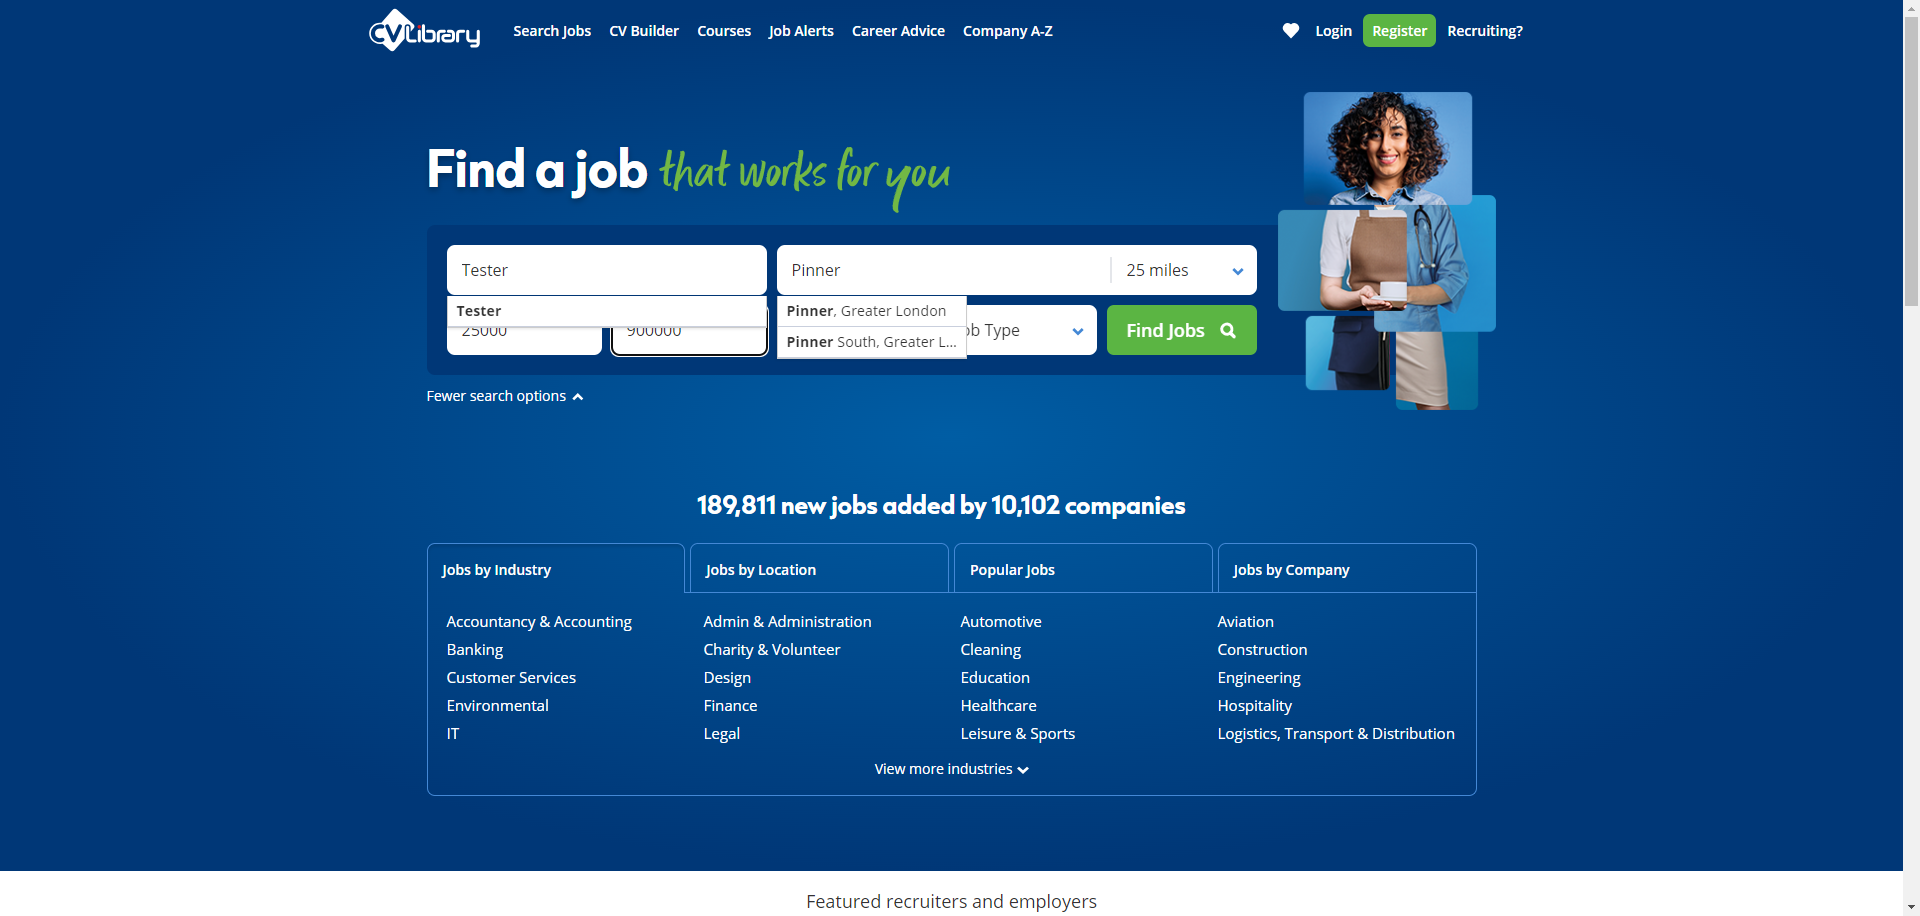 CVLibrary
Search Jobs CV Builder Courses Job Alerts Career Advice Company A-Z
Login Register Recruiting?
Find a job that works for you
Tester Pinner 25 miles
Tester
Pinner, Greater London
Pinner South, Greater L...
25000 900000 ob Type Find Jobs
Fewer search options
189,811 new jobs added by 10,102 companies
Jobs by Industry Jobs by Location Popular Jobs Jobs by Company
Accountancy & Accounting Admin & Administration Automotive Aviation
Banking Charity & Volunteer Cleaning Construction
Customer Services Design Education Engineering
Environmental Finance Healthcare Hospitality
IT Legal Leisure & Sports Logistics, Transport & Distribution
View more industries
Featured recruiters and employers